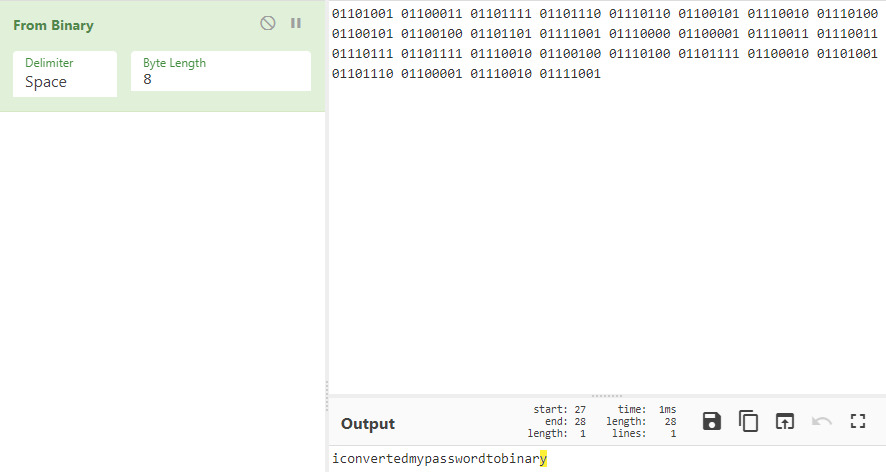 From Binary
Delimiter
Space
Byte Length
8
01101001 01100011 01101111 01101110 01110110 01100101 01110010 01110100
01100101 01100100 01101101 01111001 01110000 01100001 01110011 01110011
01110111 01101111 01110010 01100100 01110100 01101111 01100010 01101001
01101110 01100001 01110010 01111001
Output
start: 27 time: 1ms
end: 28 length: 28
length: 1 lines: 1
iconvertedmypasswordtobinary